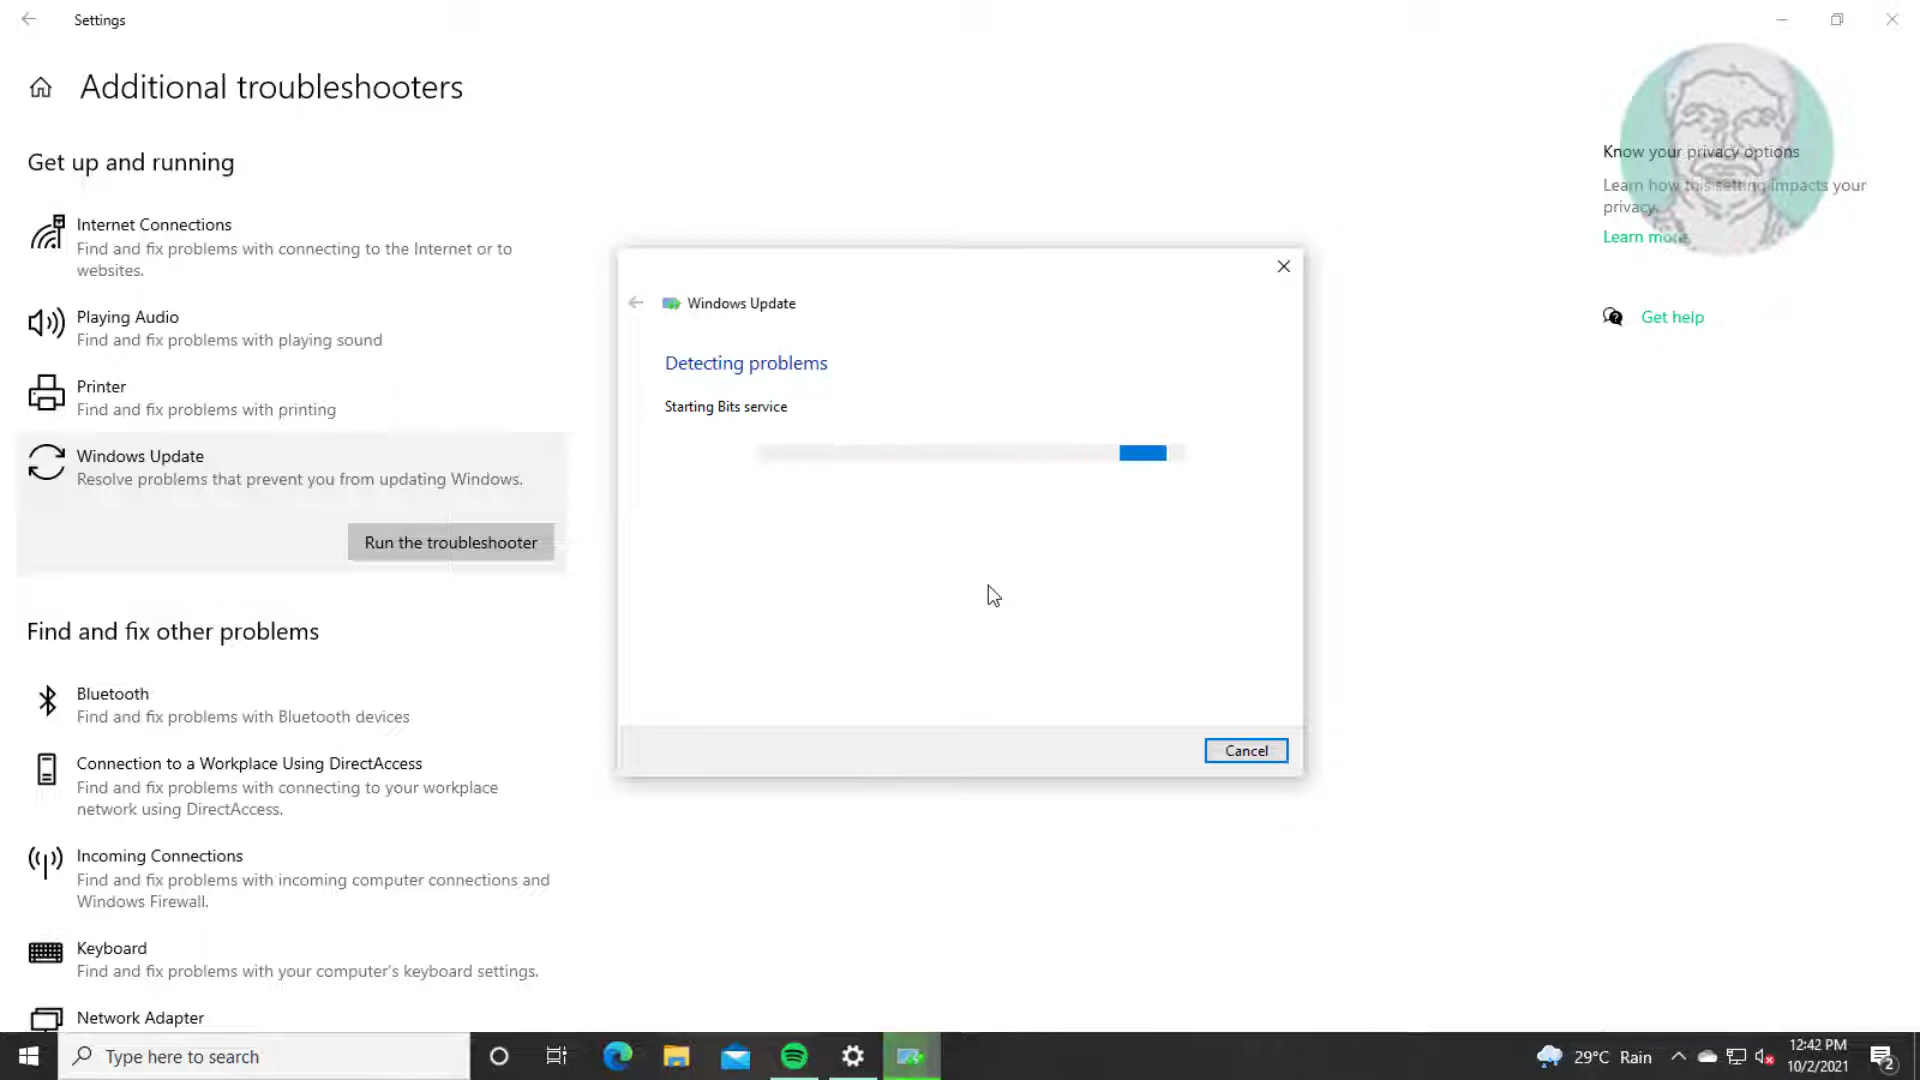 Settings
Additional troubleshooters
Get up and running
Internet Connections
Find and fix problems with connecting to the Internet or to
websites.
Playing Audio
Find and fix problems with playing sound
Printer
Find and fix problems with printing
Windows Update
Resolve problems that prevent you from updating Windows.
Run the troubleshooter
Find and fix other problems
Bluetooth
Find and fix problems with Bluetooth devices
Connection to a Workplace Using DirectAccess
Find and fix problems with connecting to your workplace
network using DirectAccess.
Incoming Connections
Find and fix problems with incoming computer connections and
Windows Firewall.
Keyboard
Find and fix problems with your computer's keyboard settings.
Network Adapter
Windows Update
Detecting problems
Starting Bits service
Cancel
Know your privacy options
Learn how this setting impacts your
privacy.
Learn more
Get help
Type here to search
29°C Rain
12:42 PM
10/2/2021
2